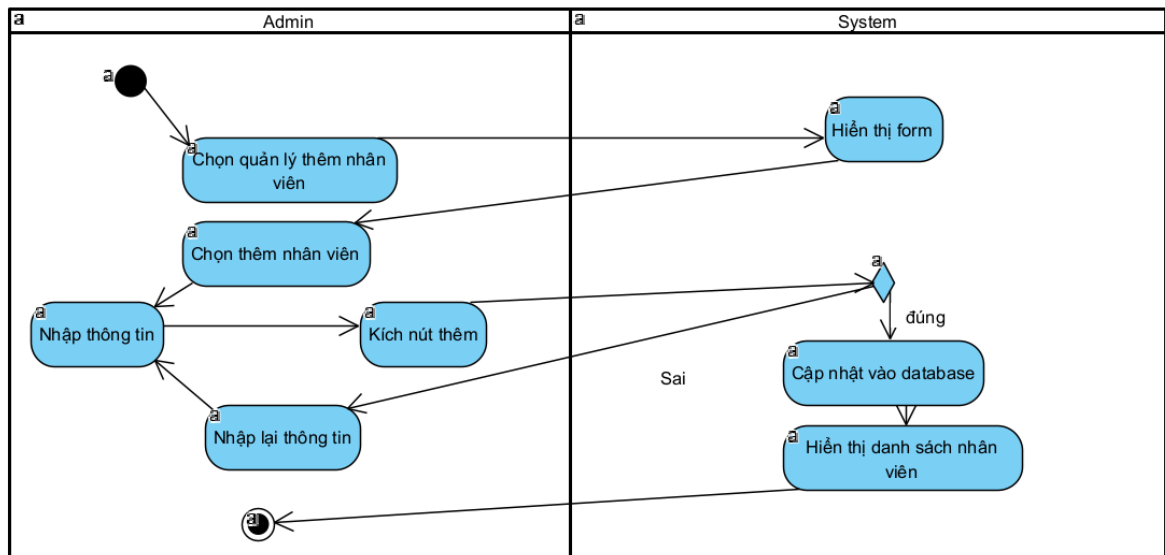 a Admin
a System
a
a
Hiển thị form
a
Chọn quản lý thêm nhân
viên
a
Chọn thêm nhân viên
a
a
Nhập thông tin
a
Kích nút thêm
đúng
a
Cập nhật vào database
Sai
a
Nhập lại thông tin
a
Hiển thị danh sách nhân
viên
a